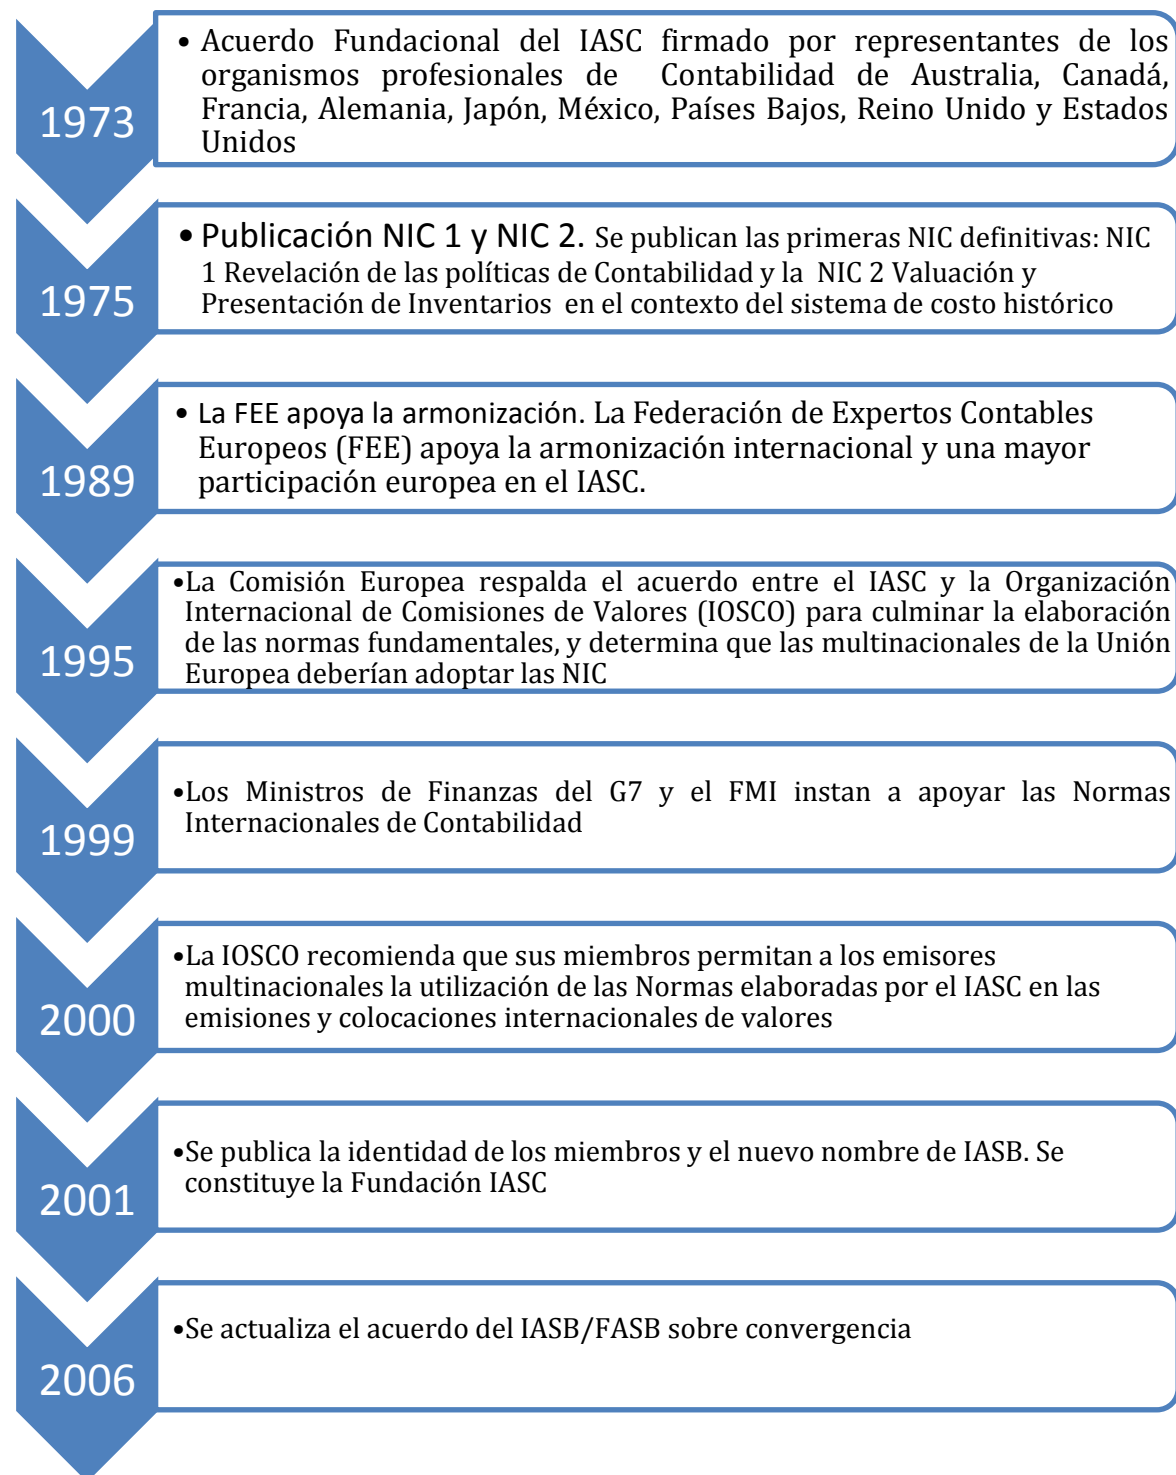 1973
• Acuerdo Fundacional del IASC firmado por representantes de los
organismos profesionales de Contabilidad de Australia, Canadá,
Francia, Alemania, Japón, México, Países Bajos, Reino Unido y Estados
Unidos
1975
• Publicación NIC 1 y NIC 2. Se publican las primeras NIC definitivas: NIC
1 Revelación de las políticas de Contabilidad y la NIC 2 Valuación y
Presentación de Inventarios en el contexto del sistema de costo histórico
1989
• La FEE apoya la armonización. La Federación de Expertos Contables
Europeos (FEE) apoya la armonización internacional y una mayor
participación europea en el IASC.
1995
•La Comisión Europea respalda el acuerdo entre el IASC y la Organización
Internacional de Comisiones de Valores (IOSCO) para culminar la elaboración
de las normas fundamentales, y determina que las multinacionales de la Unión
Europea deberían adoptar las NIC
1999
•Los Ministros de Finanzas del G7 y el FMI instan a apoyar las Normas
Internacionales de Contabilidad
2000
•La IOSCO recomienda que sus miembros permitan a los emisores
multinacionales la utilización de las Normas elaboradas por el IASC en las
emisiones y colocaciones internacionales de valores
2001
•Se publica la identidad de los miembros y el nuevo nombre de IASB. Se
constituye la Fundación IASC
2006
•Se actualiza el acuerdo del IASB/FASB sobre convergencia